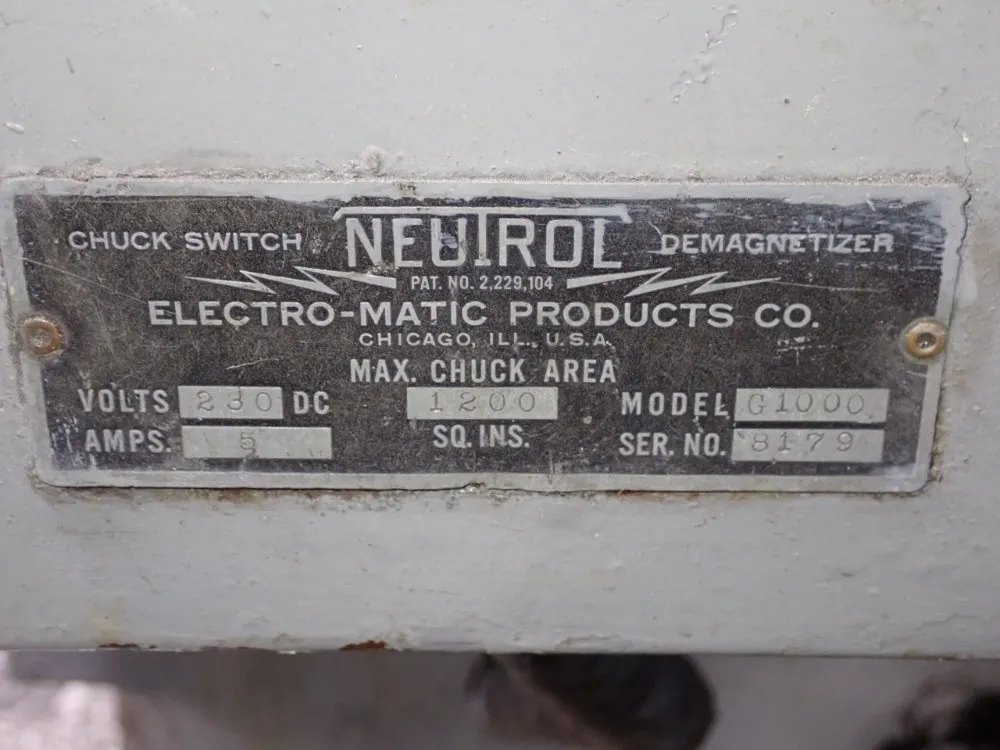 CHUCK SWITCH NEUTROL DEMAGNETIZER
PAT. NO. 2,229,104
ELECTRO-MATIC PRODUCTS CO.
CHICAGO, ILL., U.S.A.
MAX. CHUCK AREA
VOLTS 230 DC 1200 MODEL G1000
AMPS. 5 SQ. INS. SER. NO. 8179